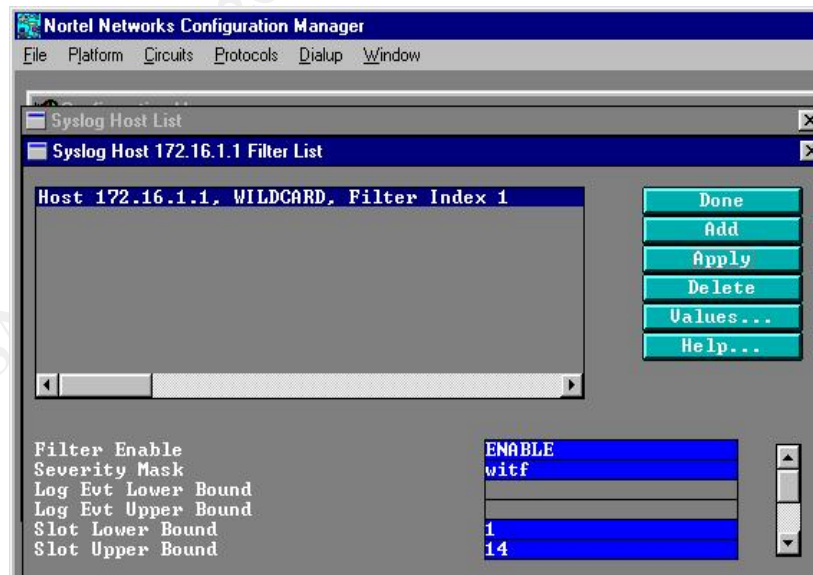 Nortel Networks Configuration Manager
File Platform Circuits Protocols Dialup Window
Syslog Host List
Syslog Host 172.16.1.1 Filter List
Host 172.16.1.1, WILDCARD, Filter Index 1
Done
Add
Apply
Delete
Values...
Help...
Filter Enable ENABLE
Severity Mask witf
Log Evt Lower Bound
Log Evt Upper Bound
Slot Lower Bound 1
Slot Upper Bound 14